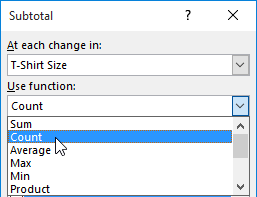 Subtotal
?
At each change in:
T-Shirt Size
Use function:
Count
Sum
Count
Average
Max
Min
Product